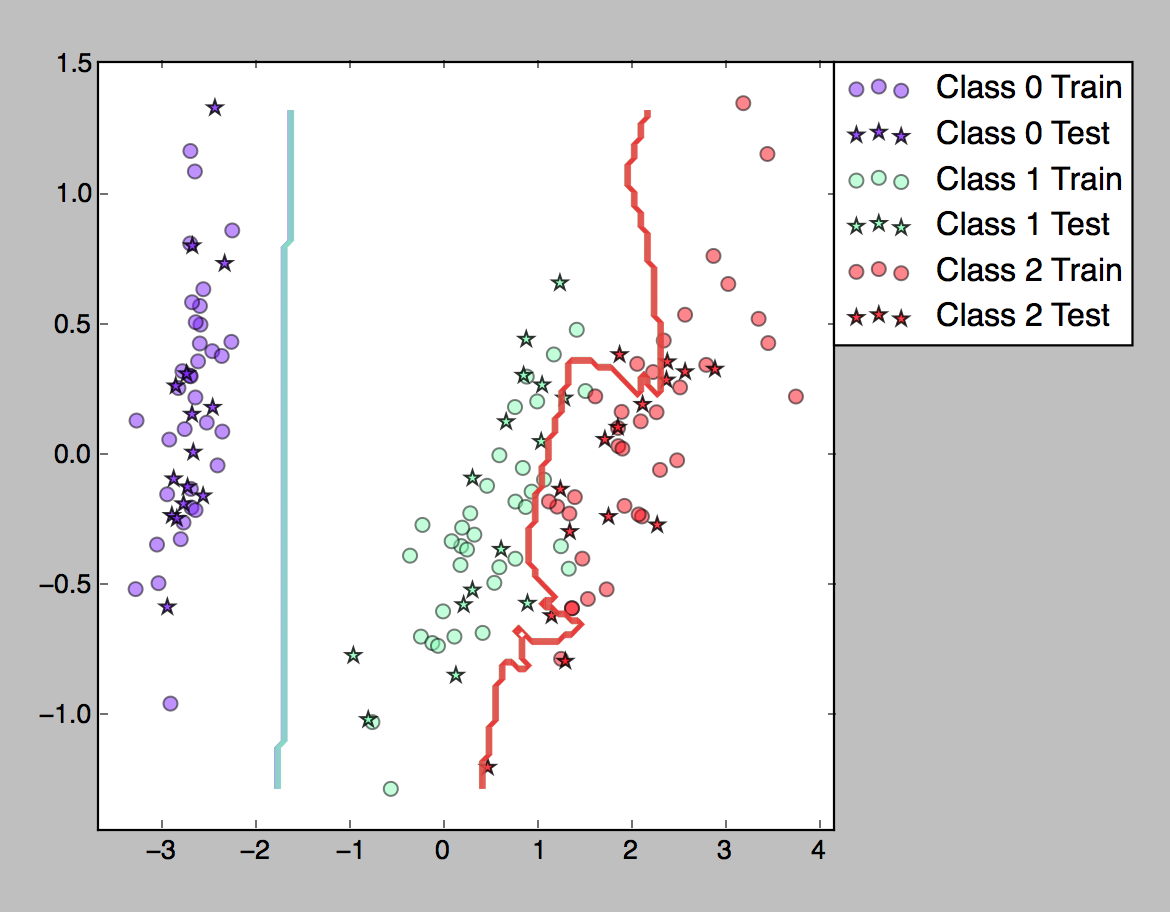 1.5
1.0
0.5
0.0
−0.5
−1.0
−3 −2 −1 0 1 2 3 4
Class 0 Train
Class 0 Test
Class 1 Train
Class 1 Test
Class 2 Train
Class 2 Test